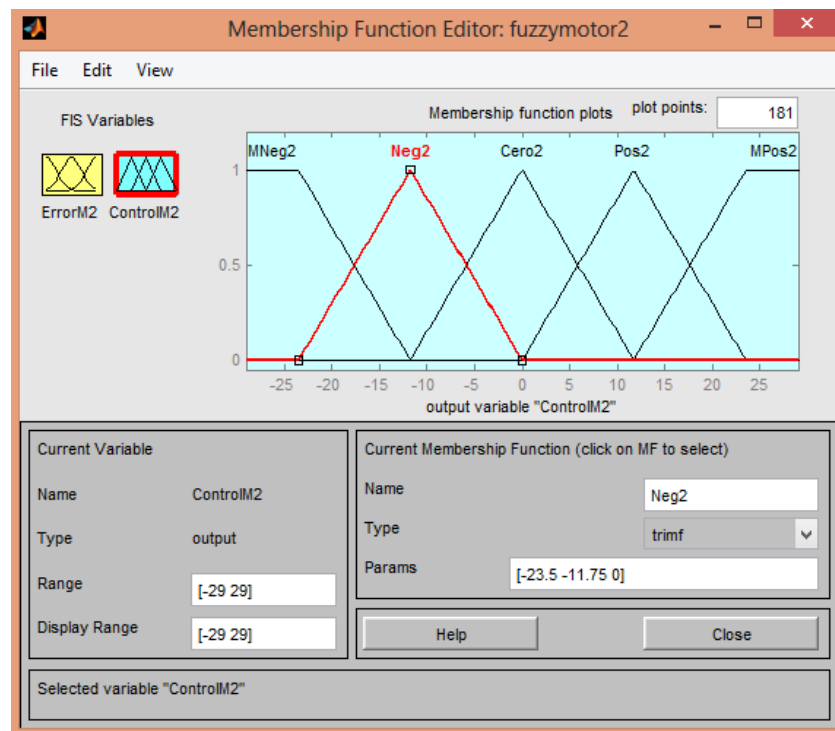 Membership Function Editor: fuzzymotor2
File Edit View
FIS Variables
Membership function plots plot points: 181
MNeg2 Neg2 Cero2 Pos2 MPos2
1
ErrorM2 ControlM2
0.5
0
-25 -20 -15 -10 -5 0 5 10 15 20 25
output variable "ControlM2"
Current Variable
Name ControlM2
Type output
Range [-29 29]
Display Range [-29 29]
Current Membership Function (click on MF to select)
Name Neg2
Type trimf
Params [-23.5 -11.75 0]
Help Close
Selected variable "ControlM2"